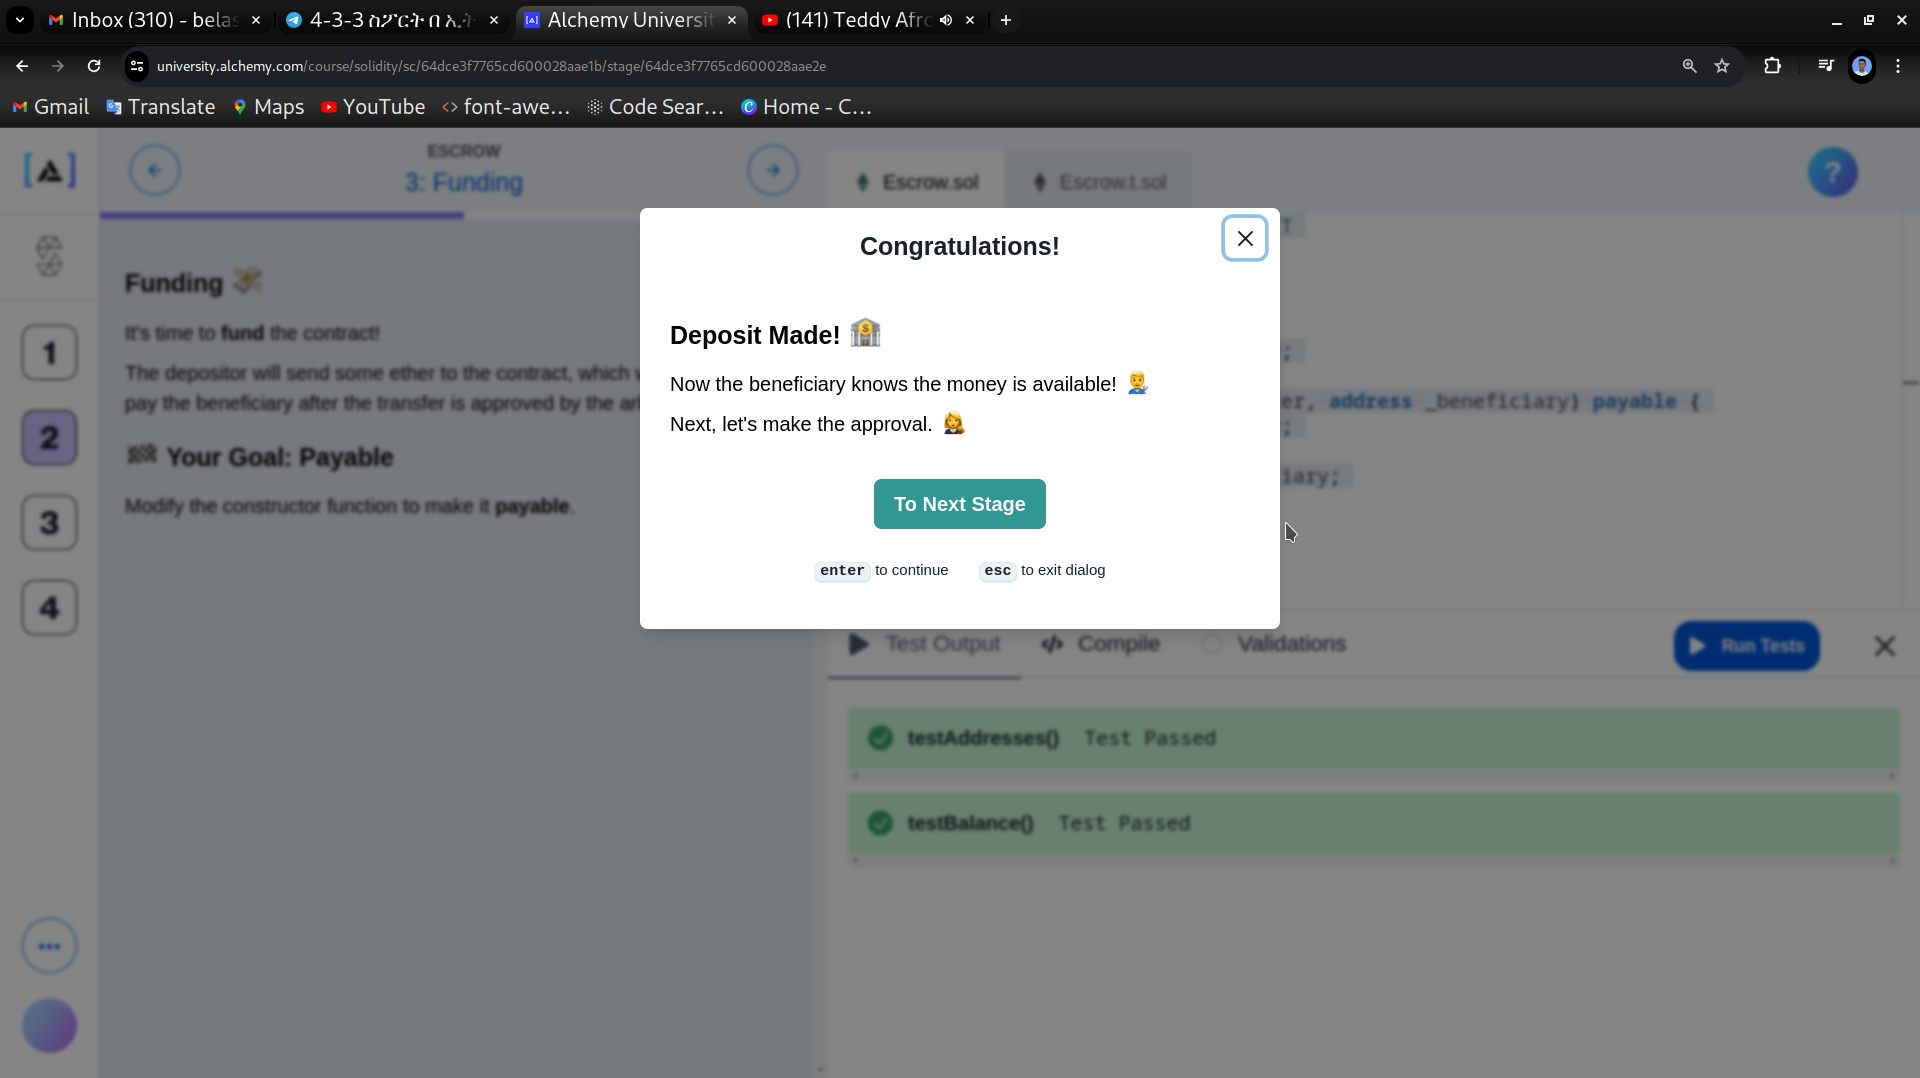 Inbox (310) - belas
4-3-3 ስፖርት በ ኢት
Alchemy Universit
(141) Teddy Afro
university.alchemy.com/course/solidity/sc/64dce3f7765cd600028aae1b/stage/64dce3f7765cd600028aae2e
Gmail
Translate
Maps
YouTube
font-awe...
Code Sear...
Home - C...
ESCROW
3: Funding
Escrow.sol
Escrow.t.sol
?
Funding
It's time to fund the contract!
The depositor will send some ether to the contract, which
pay the beneficiary after the transfer is approved by the
Your Goal: Payable
Modify the constructor function to make it payable.
1
2
3
4
Congratulations!
Deposit Made!
Now the beneficiary knows the money is available!
Next, let's make the approval.
To Next Stage
enter to continue
esc to exit dialog
T
;
er, address _beneficiary) payable {
;
iary;
Test Output
Compile
Validations
Run Tests
testAddresses() Test Passed
testBalance() Test Passed